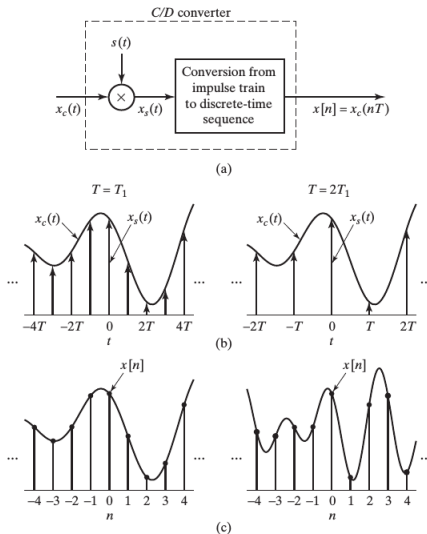 C/D converter
s(t)
x_c(t) × x_s(t) Conversion from impulse train to discrete-time sequence x[n] = x_c(nT)
(a)
T = T₁ T = 2T₁
x_c(t) x_s(t) x_c(t) x_s(t)
... ... ... ...
−4T −2T 0 2T 4T −2T −T 0 T 2T
t t
(b)
x[n] x[n]
... ... ... ...
−4 −3 −2 −1 0 1 2 3 4 −4 −3 −2 −1 0 1 2 3 4
n n
(c)